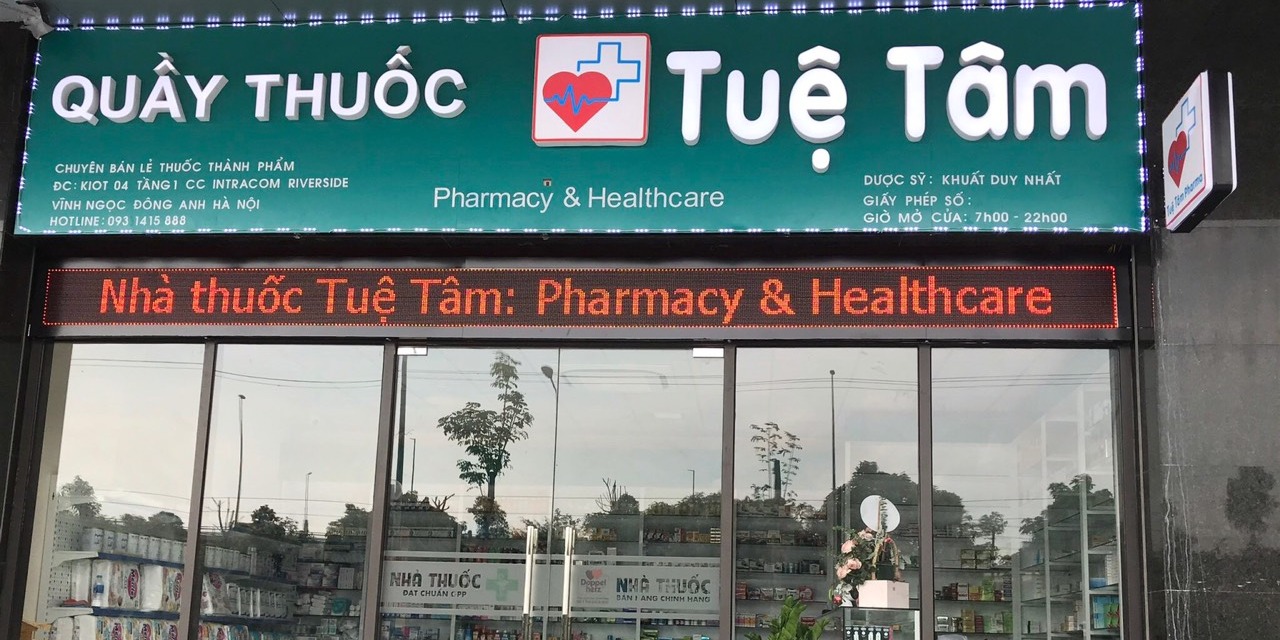 QUẦY THUỐC
Tuệ Tâm
CHUYÊN BÁN LẺ THUỐC THÀNH PHẨM
ĐC: KIOT 04 TẦNG 1 CC INTRACOM RIVERSIDE
VĨNH NGỌC ĐÔNG ANH HÀ NỘI
HOTLINE: 093 1415 888
Pharmacy & Healthcare
DƯỢC SỸ: KHUẤT DUY NHẤT
GIẤY PHÉP SỐ:
GIỜ MỞ CỬA: 7h00 - 22h00
Tuệ Tâm Pharma
Nhà thuốc Tuệ Tâm: Pharmacy & Healthcare
NHÀ THUỐC
ĐẠT CHUẨN GPP
Doppel
herz
NHÀ THUỐC
BÁN HÀNG CHÍNH HÃNG